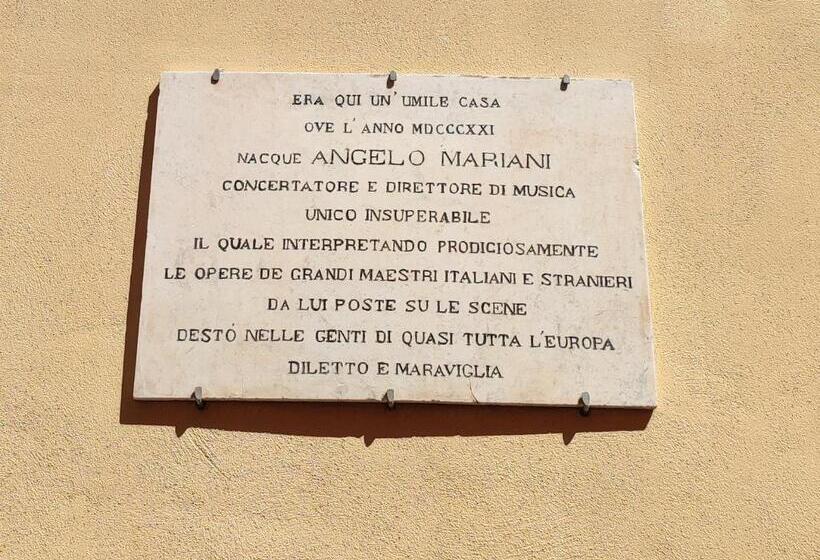 ERA QUI UN'UMILE CASA
OVE L'ANNO MDCCCXXI
NACQUE ANGELO MARIANI
CONCERTATORE E DIRETTORE DI MUSICA
UNICO INSUPERABILE
IL QUALE INTERPRETANDO PRODIGIOSAMENTE
LE OPERE DE GRANDI MAESTRI ITALIANI E STRANIERI
DA LUI POSTE SU LE SCENE
DESTÓ NELLE GENTI DI QUASI TUTTA L'EUROPA
DILETTO E MARAVIGLIA